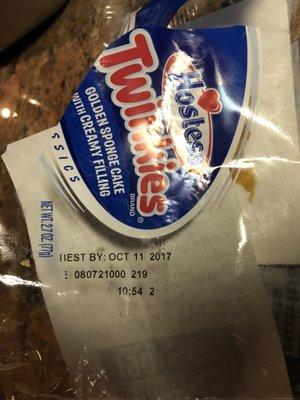 Hostess
Twinkies
BRAND
®
GOLDEN SPONGE CAKE
WITH CREAMY FILLING
NET WT. 2.7 OZ. (77g)
BEST BY: OCT 11 2017
080721000 219
10:54 2